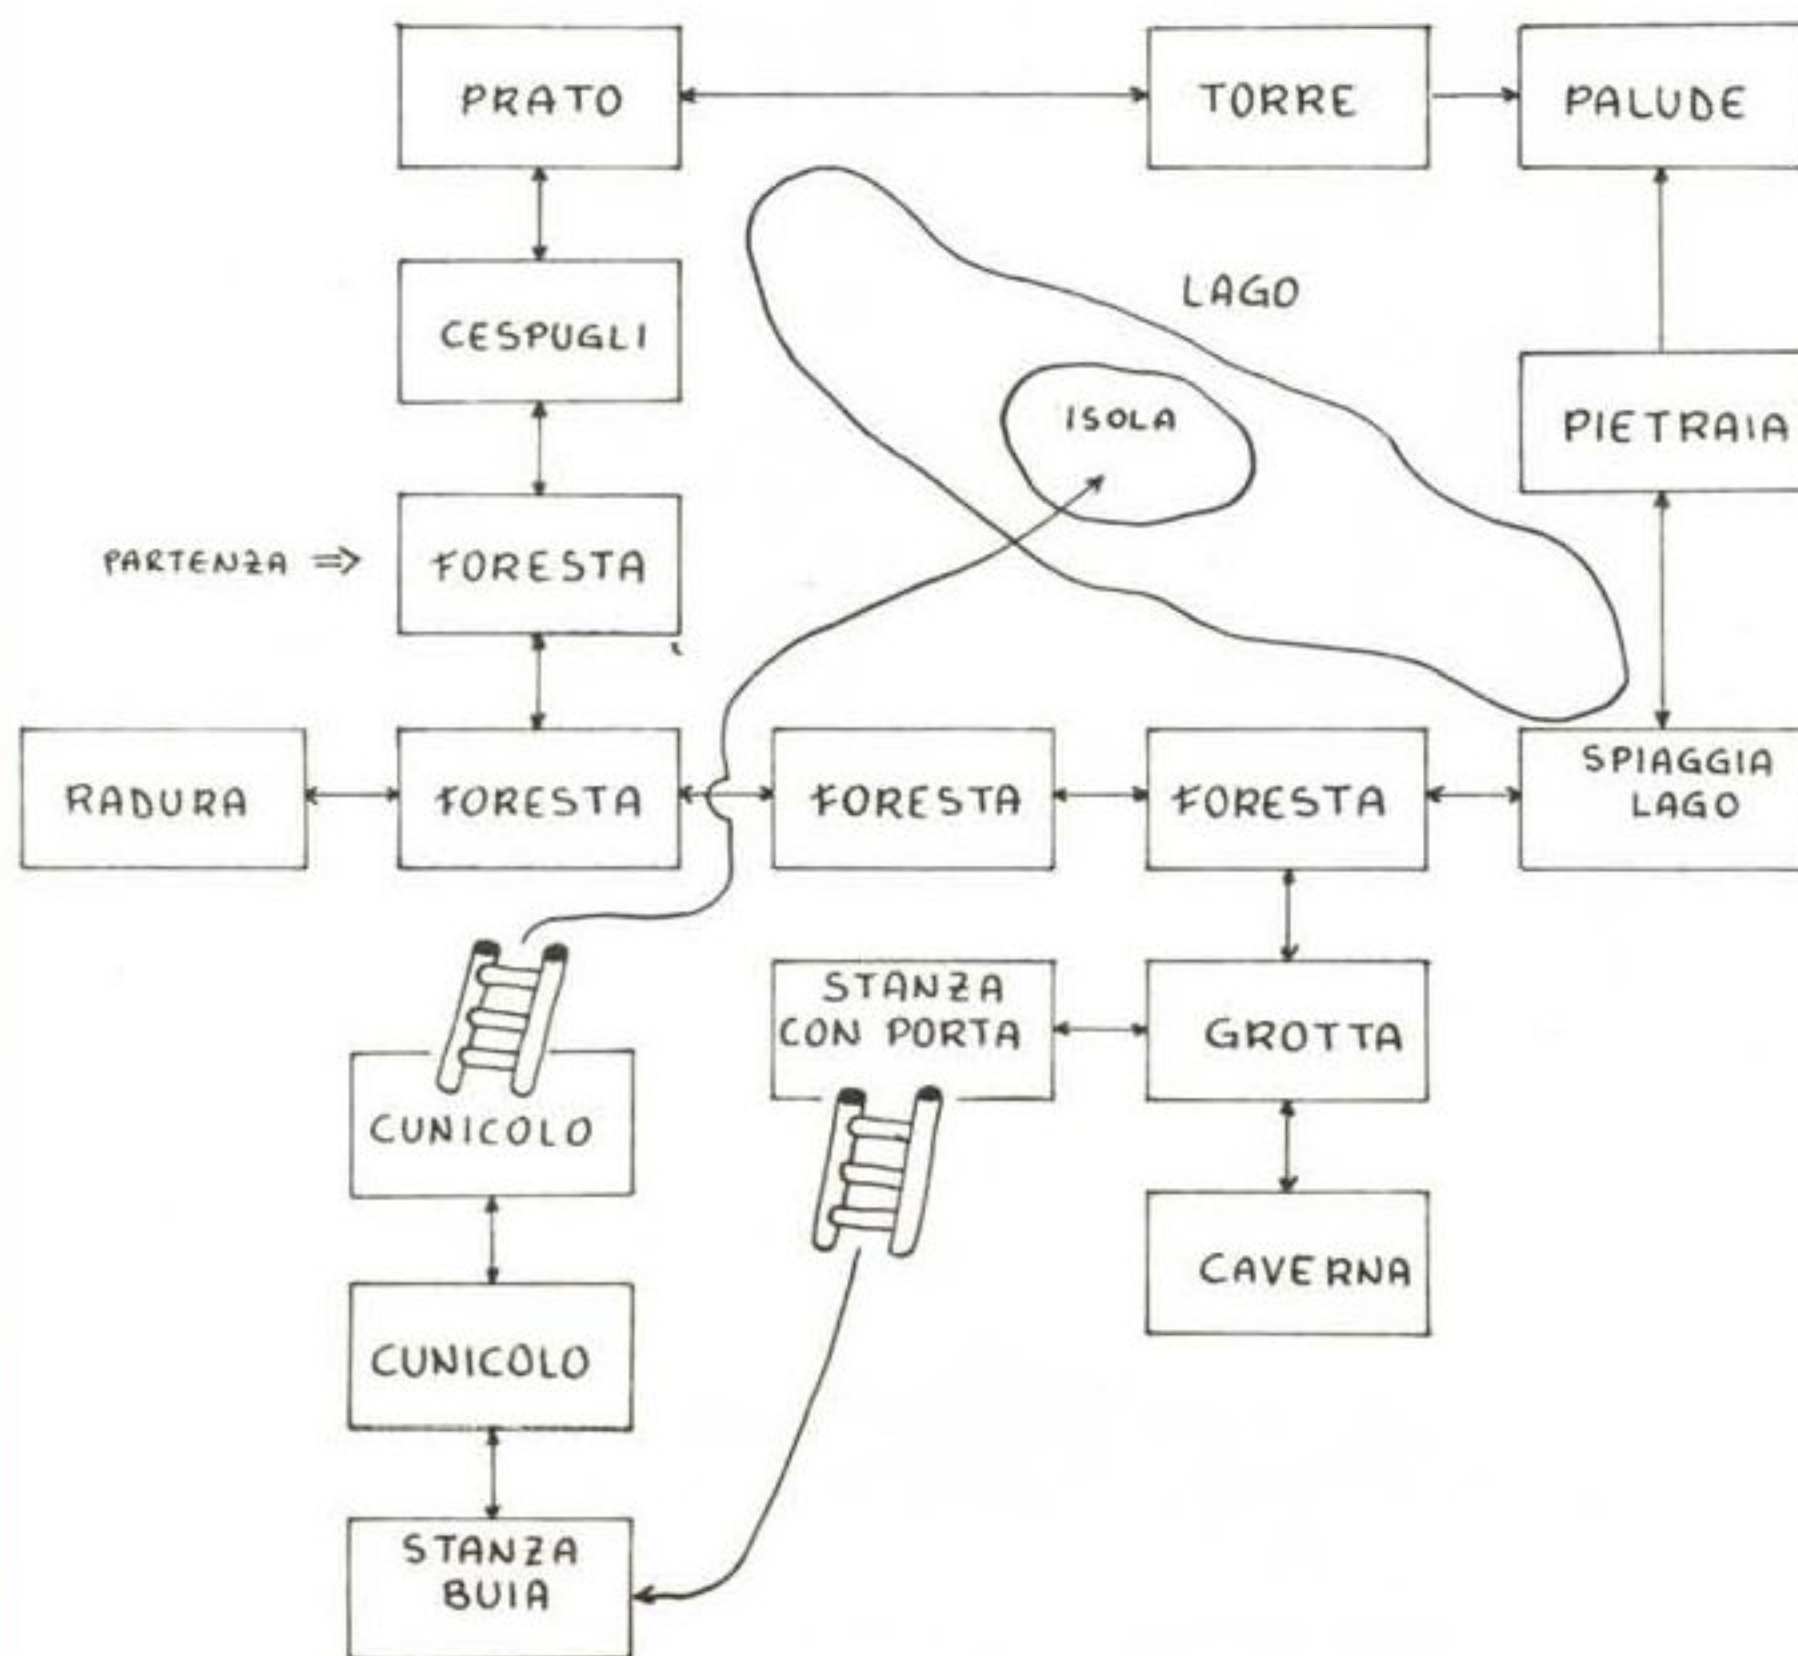 PRATO
TORRE
PALUDE
LAGO
CESPUGLI
ISOLA
PIETRAIA
PARTENZA ⇒
FORESTA
RADURA
FORESTA
FORESTA
FORESTA
SPIAGGIA
LAGO
STANZA
CON PORTA
GROTTA
CUNICOLO
CAVERNA
CUNICOLO
STANZA
BUIA